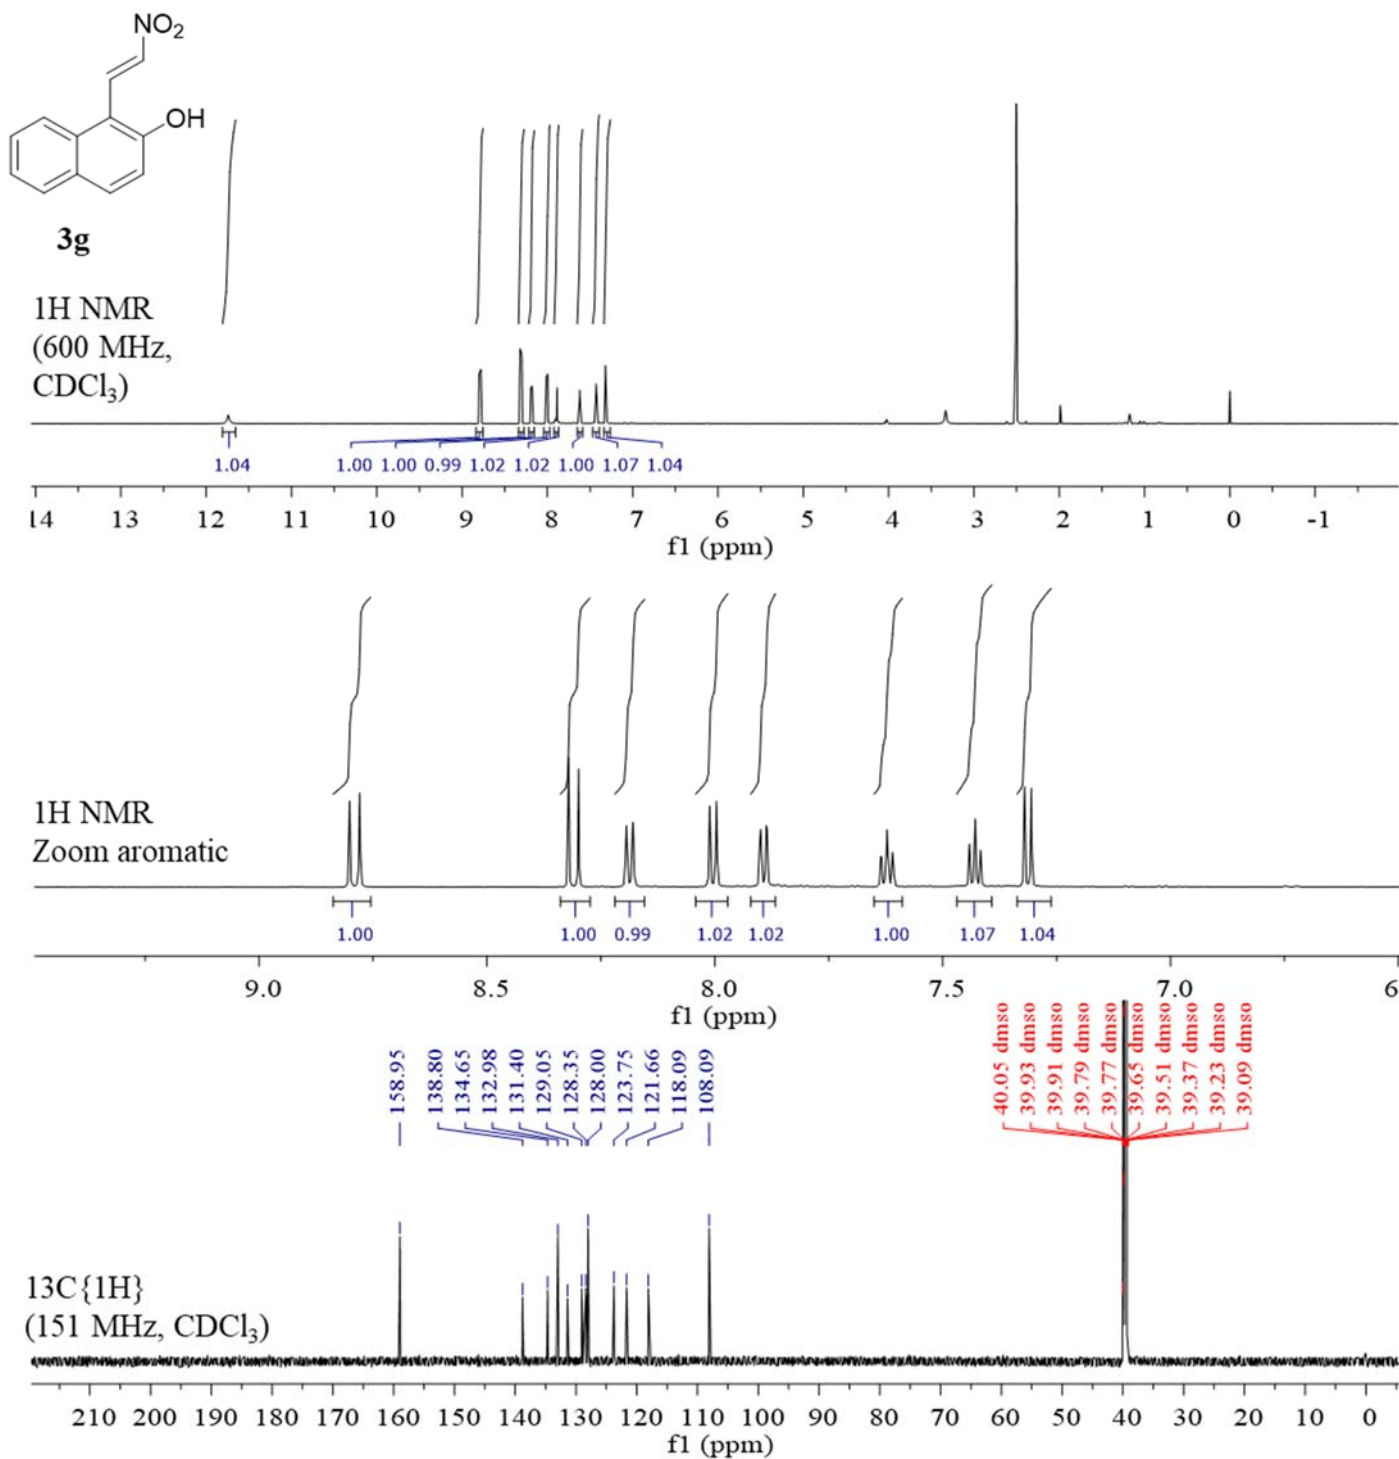 NO₂
OH
3g
1H NMR
(600 MHz,
CDCl₃)
1.04
1.00 1.00 0.99 1.02 1.02 1.00 1.07 1.04
14 13 12 11 10 9 8 7 6 5 4 3 2 1 0 -1
f1 (ppm)
1H NMR
Zoom aromatic
1.00 1.00 0.99 1.02 1.02 1.00 1.07 1.04
9.0 8.5 8.0 7.5 7.0 6
f1 (ppm)
158.95
138.80
134.65
132.98
131.40
129.05
128.35
128.00
123.75
121.66
118.09
108.09
40.05 dmso
39.93 dmso
39.91 dmso
39.79 dmso
39.77 dmso
39.65 dmso
39.51 dmso
39.37 dmso
39.23 dmso
39.09 dmso
13C{1H}
(151 MHz, CDCl₃)
210 200 190 180 170 160 150 140 130 120 110 100 90 80 70 60 50 40 30 20 10 0
f1 (ppm)